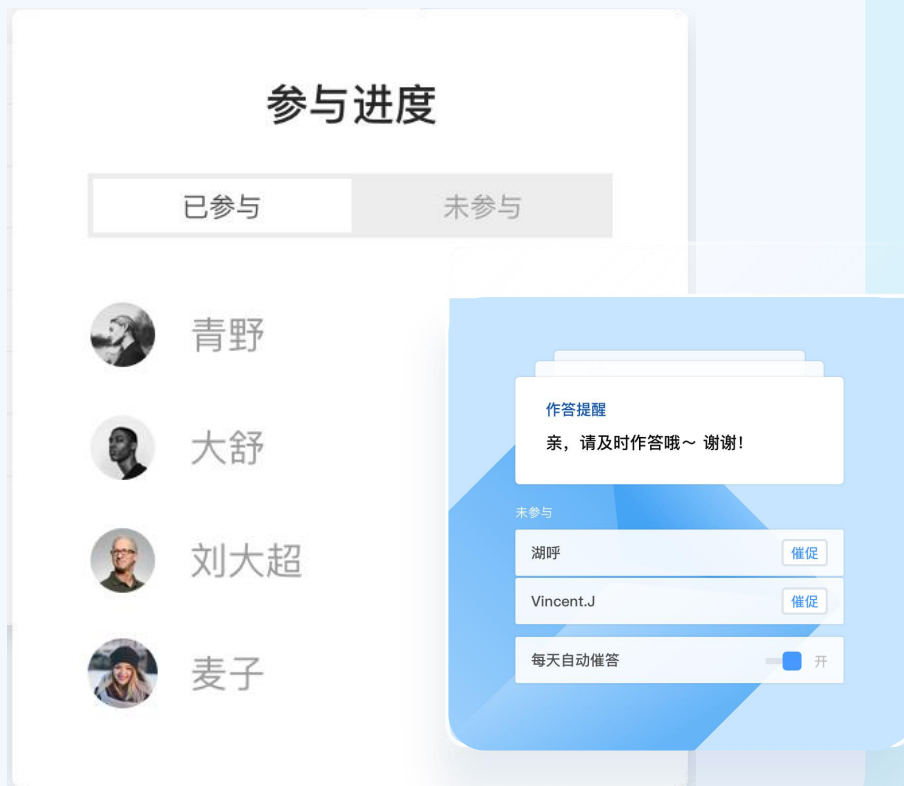 参与进度
已参与
未参与
青野
大舒
刘大超
麦子
作答提醒
亲，请及时作答哦～ 谢谢！
未参与
湖呼
催促
Vincent.J
催促
每天自动催答
开